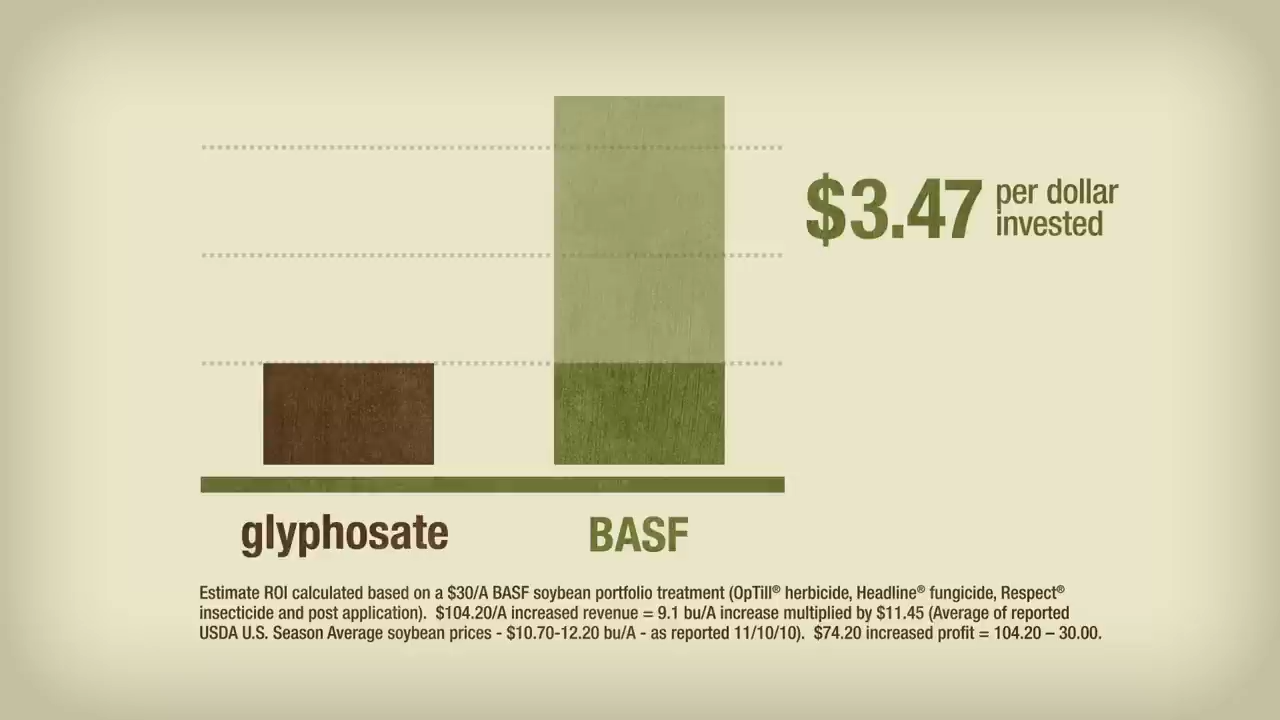 $3.47 per dollar
invested
glyphosate BASF
Estimate ROI calculated based on a $30/A BASF soybean portfolio treatment (OpTill® herbicide, Headline® fungicide, Respect®
insecticide and post application). $104.20/A increased revenue = 9.1 bu/A increase multiplied by $11.45 (Average of reported
USDA U.S. Season Average soybean prices - $10.70-12.20 bu/A - as reported 11/10/10). $74.20 increased profit = 104.20 – 30.00.